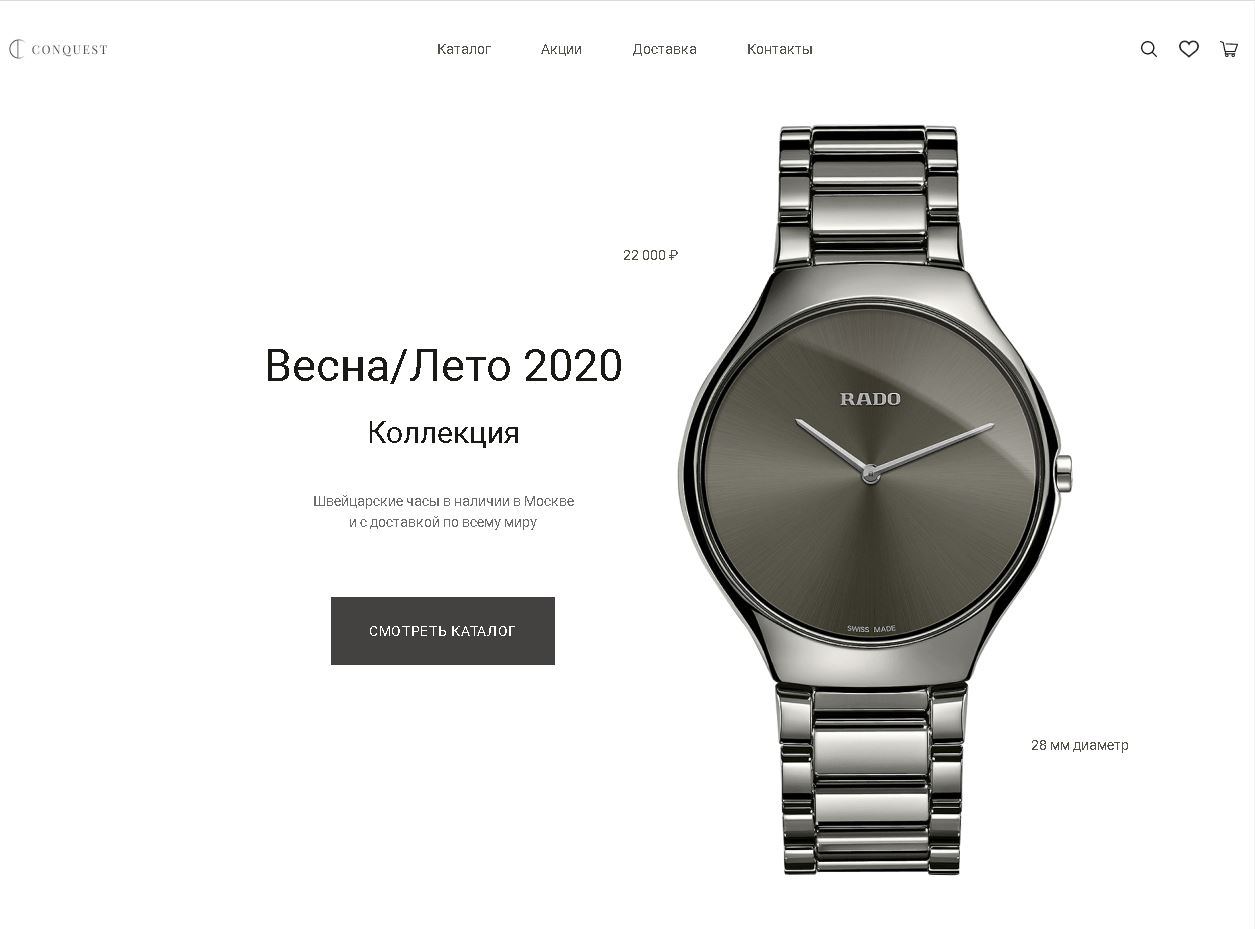 CONQUEST
Каталог
Акции
Доставка
Контакты
22 000 ₽
Весна/Лето 2020
Коллекция
RADO
Швейцарские часы в наличии в Москве
и с доставкой по всему миру
СМОТРЕТЬ КАТАЛОГ
SWISS MADE
28 мм диаметр